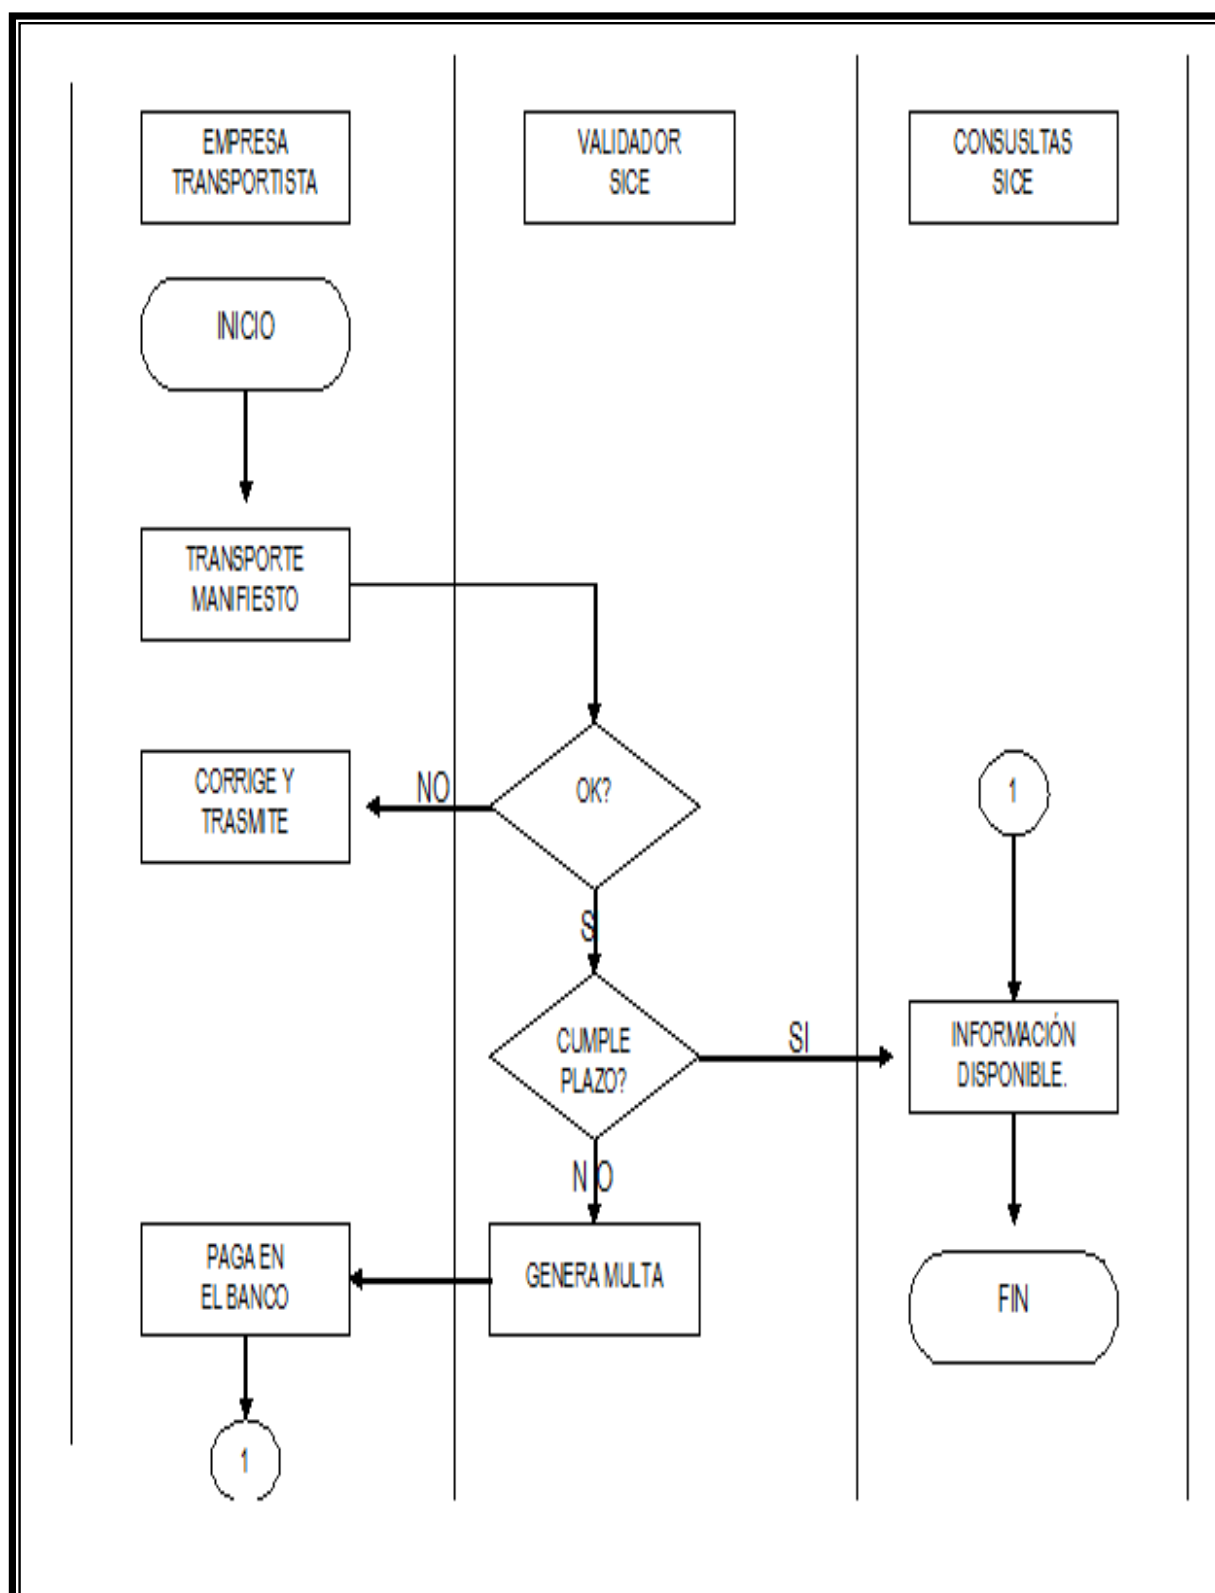 EMPRESA
TRANSPORTISTA
VALIDADOR
SICE
CONSUSLTAS
SICE
INICIO
TRANSPORTE
MANIFIESTO
CORRIGE Y
TRASMITE
NO
OK?
1
SI
CUMPLE
PLAZO?
SI
INFORMACIÓN
DISPONIBLE.
NO
PAGA EN
EL BANCO
GENERA MULTA
FIN
1